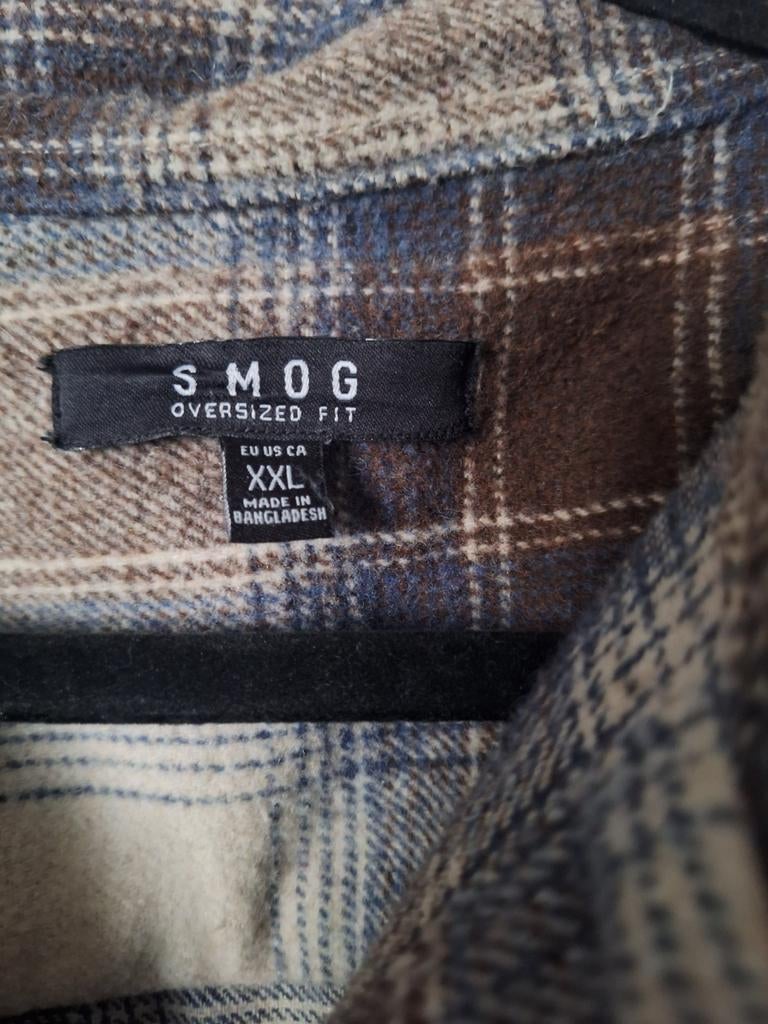 SMOG
OVERSIZED FIT
EU US CA
XXL
MADE IN
BANGLADESH